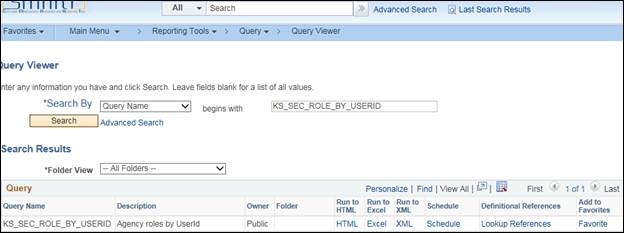 All Search Advanced Search Last Search Results
Favorites Main Menu > Reporting Tools > Query > Query Viewer
Query Viewer
nter any information you have and click Search. Leave fields blank for a list of all values.
*Search By Query Name begins with KS_SEC_ROLE_BY_USERID
Search Advanced Search
Search Results
*Folder View -- All Folders --
Query Personalize | Find | View All | First 1 of 1 Last
Query Name Description Owner Folder Run to HTML Run to Excel Run to XML Schedule Definitional References Add to Favorites
KS_SEC_ROLE_BY_USERID Agency roles by UserId Public HTML Excel XML Schedule Lookup References Favorite